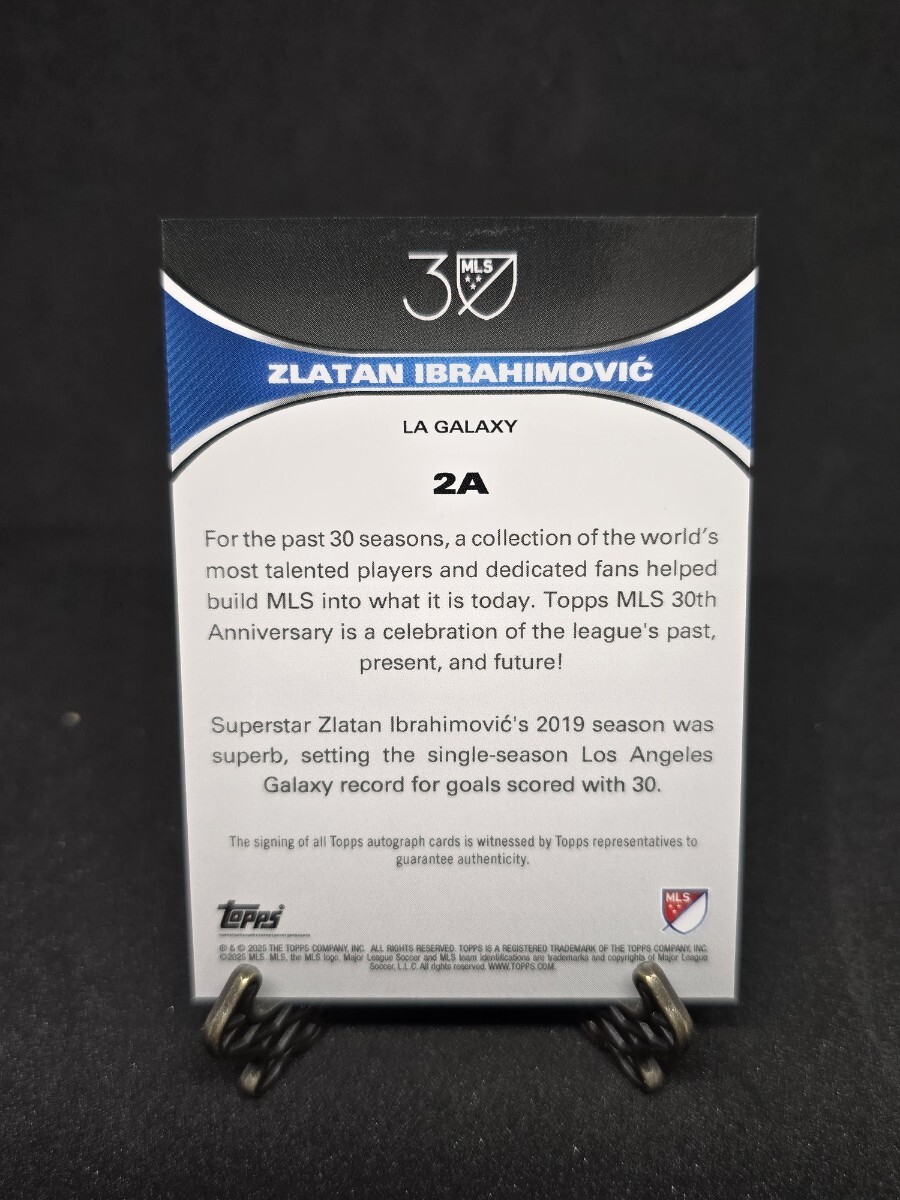 30 MLS
ZLATAN IBRAHIMOVIĆ
LA GALAXY
2A
For the past 30 seasons, a collection of the world's
most talented players and dedicated fans helped
build MLS into what it is today. Topps MLS 30th
Anniversary is a celebration of the league's past,
present, and future!
Superstar Zlatan Ibrahimović's 2019 season was
superb, setting the single-season Los Angeles
Galaxy record for goals scored with 30.
The signing of all Topps autograph cards is witnessed by Topps representatives to
guarantee authenticity.
topps
MLS
® & © 2025 THE TOPPS COMPANY, INC. ALL RIGHTS RESERVED. TOPPS IS A REGISTERED TRADEMARK OF THE TOPPS COMPANY, INC.
©2025 MLS. MLS, the MLS logo, Major League Soccer and MLS team identifications are trademarks and copyrights of Major League
Soccer, L.L.C. All rights reserved. WWW.TOPPS.COM.